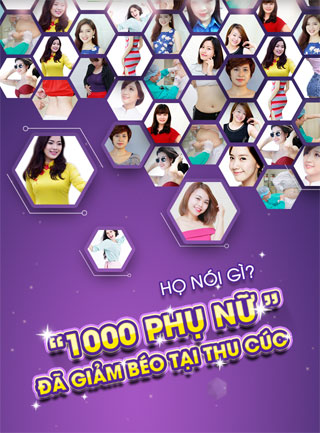 HỌ NÓI GÌ?
“1000 PHỤ NỮ”
ĐÃ GIẢM BÉO TẠI THU CÚC